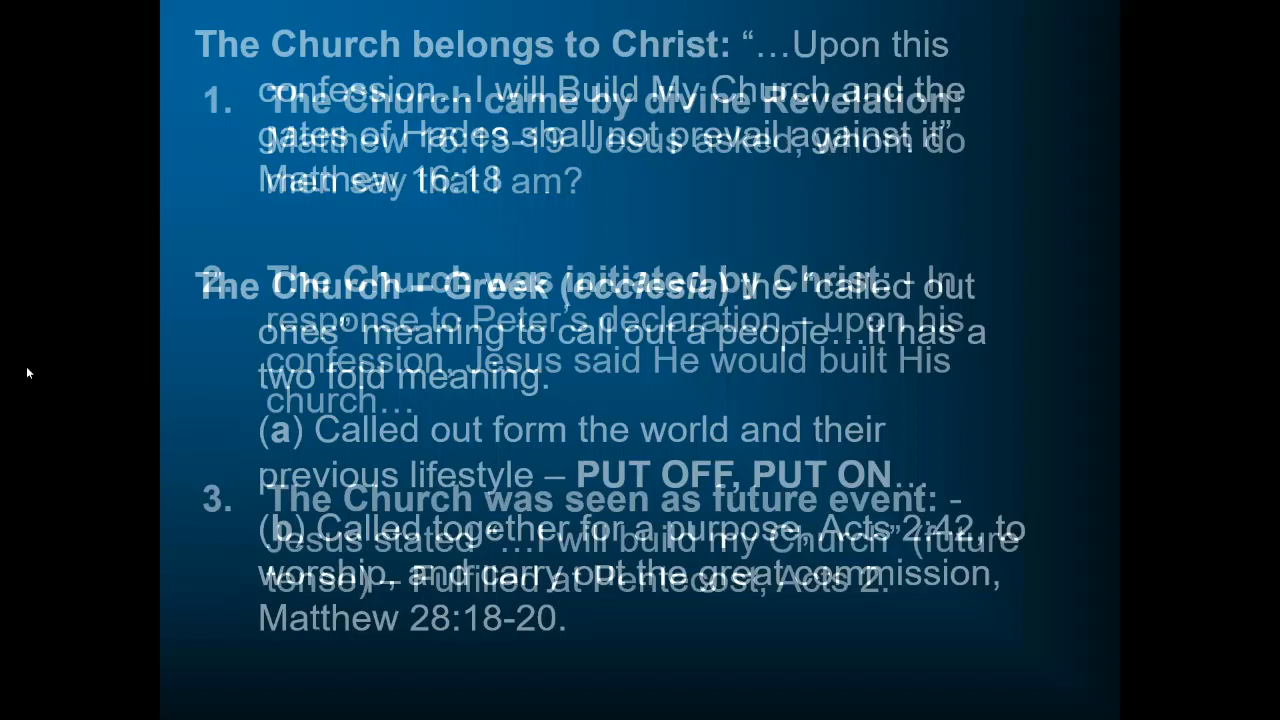 The Church belongs to Christ: “…Upon this
confession… I will Build My Church and the
gates of Hades shall not prevail against it”
Matthew 16:18
The Church – Greek (ecclesia) the “called out
ones” meaning to call out a people…it has a
two fold meaning.
(a) Called out form the world and their
previous lifestyle – PUT OFF, PUT ON…
(b) Called together for a purpose, Acts 2:42, to
worship, and carry out the great commission,
Matthew 28:18-20.
1. The Church came by divine Revelation:
Matthew 16:13-19 Jesus asked, whom do
men say that I am?
2. The Church was initiated by Christ: - In
response to Peter’s declaration – upon his
confession, Jesus said He would built His
church…
3. The Church was seen as future event: -
Jesus stated “…I will build my Church” (future
tense) – Fulfilled at Pentecost, Acts 2.